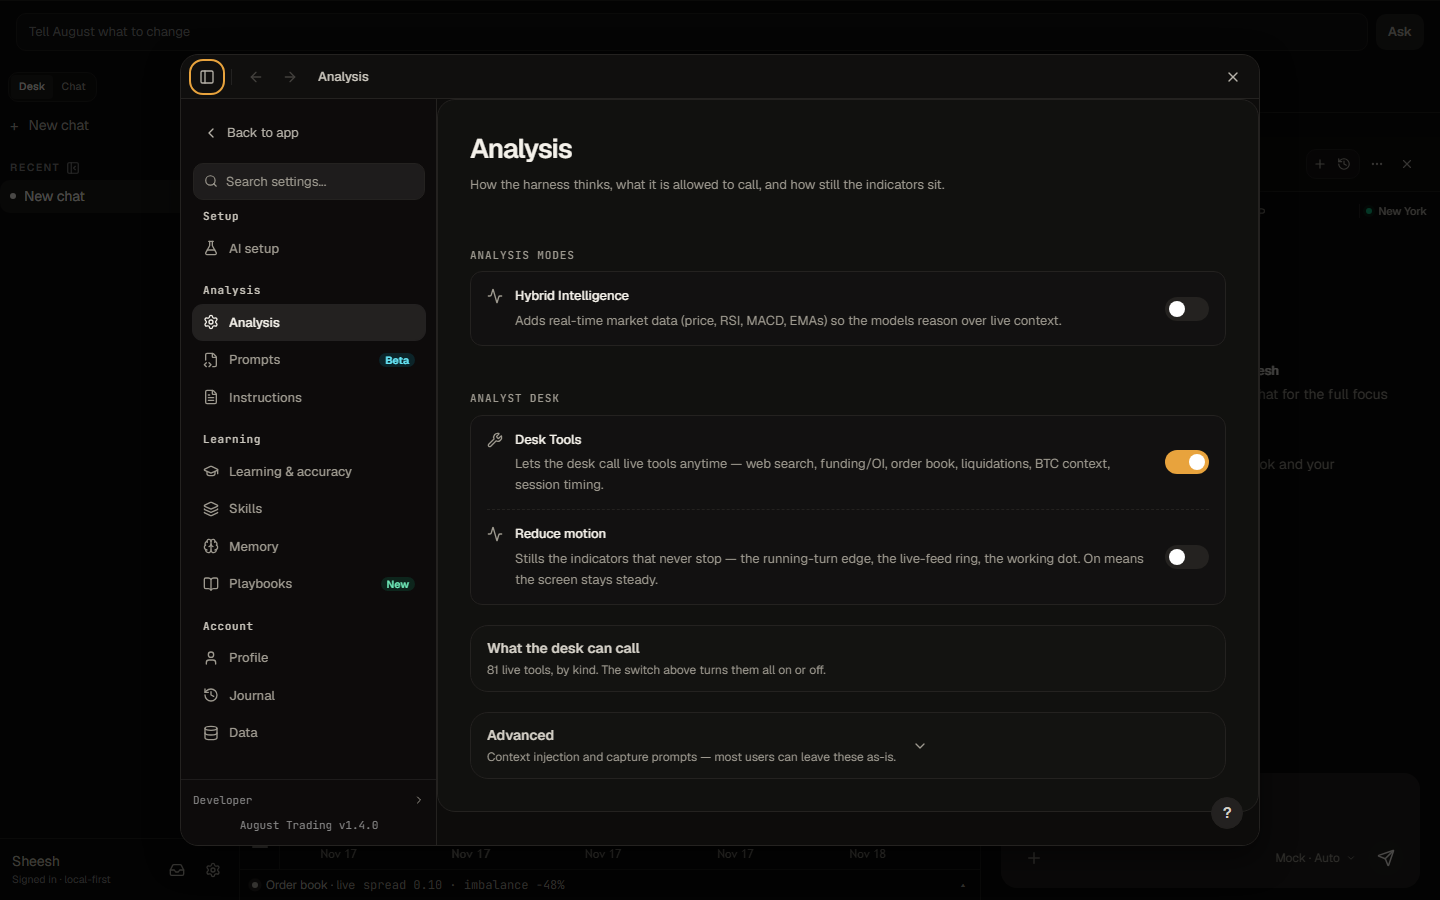 Tell August what to change
Ask
Desk
Chat
+ New chat
RECENT
New chat
Sheesh
Signed in · local-first
Analysis
Back to app
Search settings...
Setup
AI setup
Analysis
Analysis
Prompts
Beta
Instructions
Learning
Learning & accuracy
Skills
Memory
Playbooks
New
Account
Profile
Journal
Data
Developer
August Trading v1.4.0
Analysis
How the harness thinks, what it is allowed to call, and how still the indicators sit.
ANALYSIS MODES
Hybrid Intelligence
Adds real-time market data (price, RSI, MACD, EMAs) so the models reason over live context.
ANALYST DESK
Desk Tools
Lets the desk call live tools anytime — web search, funding/OI, order book, liquidations, BTC context,
session timing.
Reduce motion
Stills the indicators that never stop — the running-turn edge, the live-feed ring, the working dot. On means
the screen stays steady.
What the desk can call
81 live tools, by kind. The switch above turns them all on or off.
Advanced
Context injection and capture prompts — most users can leave these as-is.
?
New York
esh
hat for the full focus
ok and your
Nov 17
Nov 17
Nov 17
Nov 17
Nov 18
Order book · live spread 0.10 · imbalance -48%
Mock · Auto